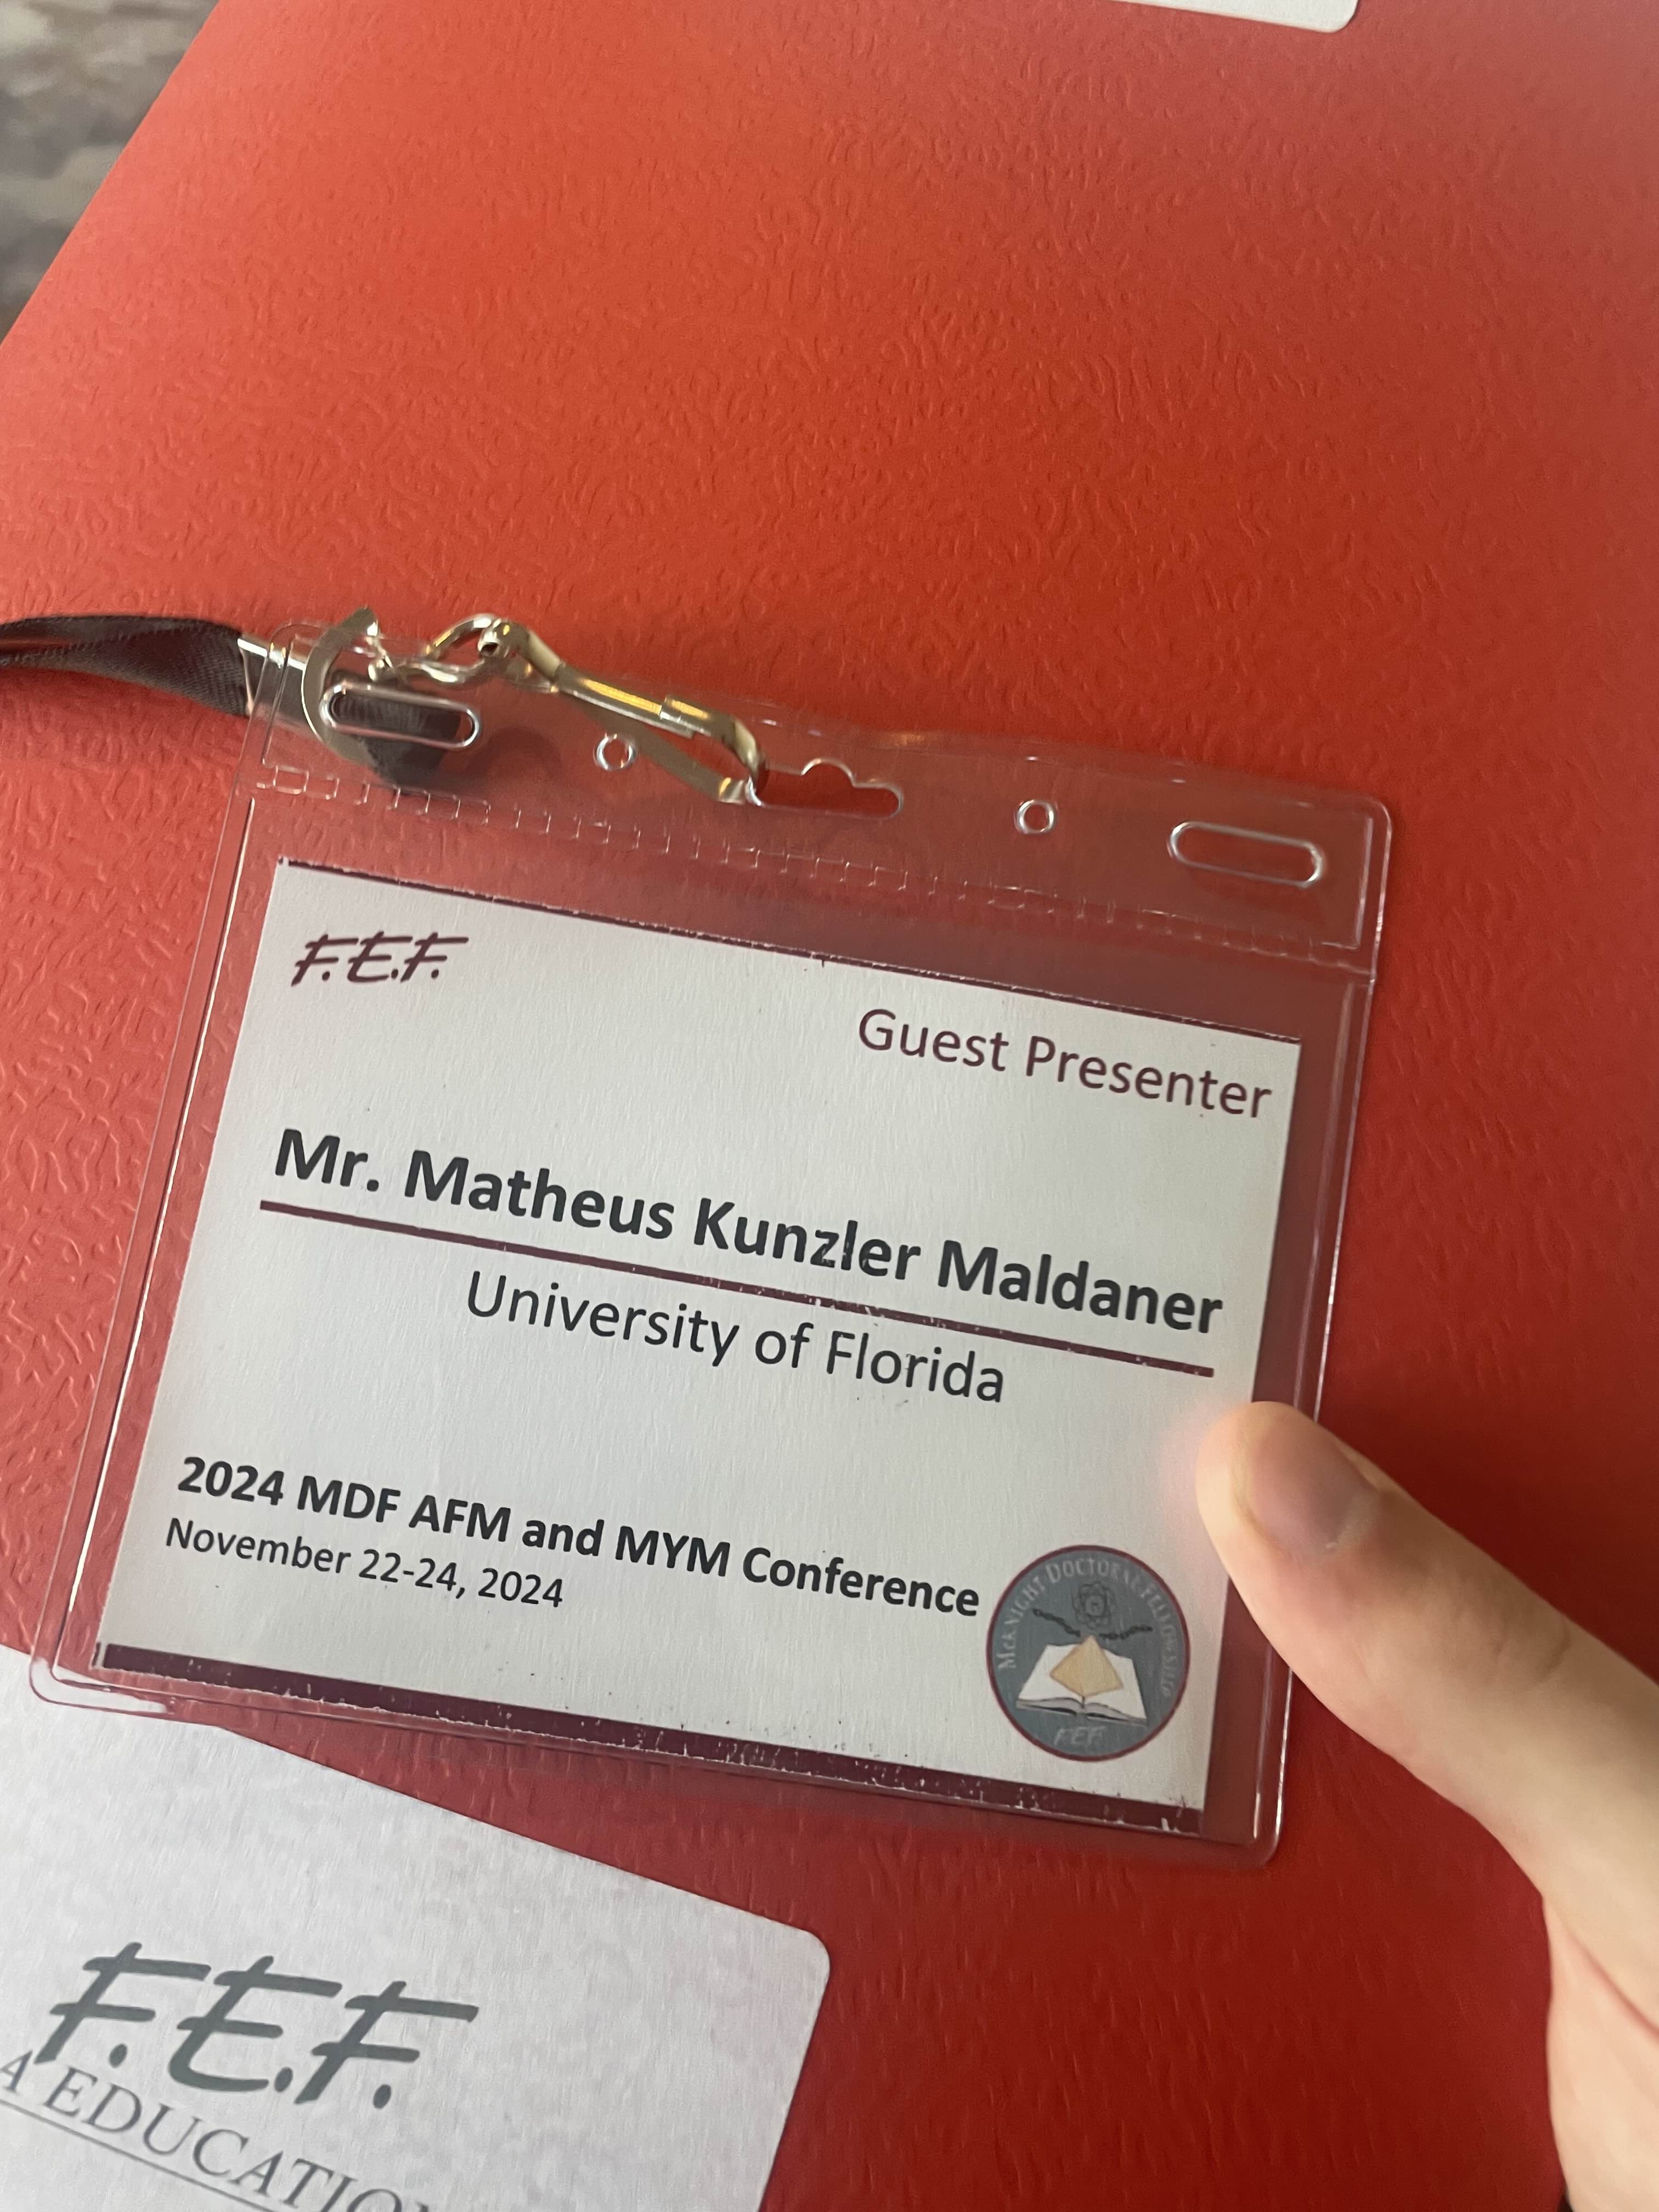 F.E.F.
Guest Presenter
Mr. Matheus Kunzler Maldaner
University of Florida
2024 MDF AFM and MYM Conference
November 22-24, 2024
McKNIGHT DOCTORAL FELLOWSHIP
F.E.F.
F.E.F.
A EDUCATIO